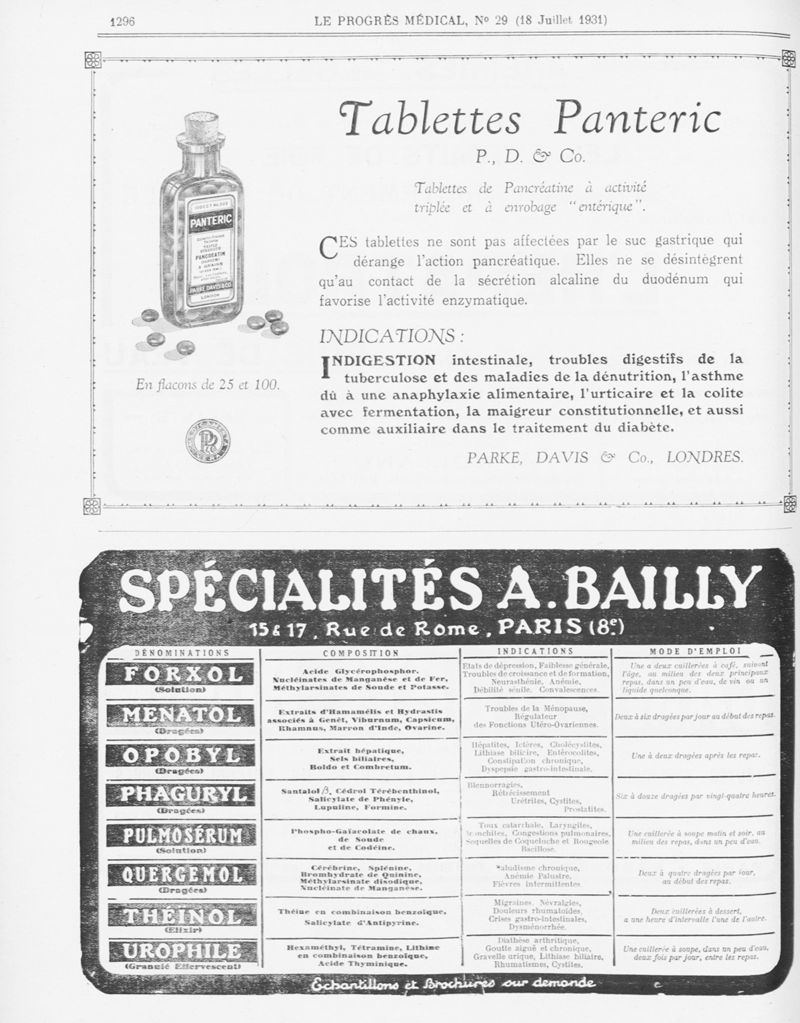 1296
LE PROGRÈS MÉDICAL, Nº 29 (18 Juillet 1931)
Tablettes Panteric
P., D. & Co.
Tablettes de Pancréatine à activité
triplée et à enrobage "entérique".
CES tablettes ne sont pas affectées par le suc gastrique qui
dérange l'action pancréatique. Elles ne se désintègrent
qu'au contact de la sécrétion alcaline du duodénum qui
favorise l'activité enzymatique.
INDICATIONS :
INDIGESTION intestinale, troubles digestifs de la
tuberculose et des maladies de la dénutrition, l'asthme
dû à une anaphylaxie alimentaire, l'urticaire et la colite
avec fermentation, la maigreur constitutionnelle, et aussi
comme auxiliaire dans le traitement du diabète.
PARKE, DAVIS & Co., LONDRES.
PANTERIC
PANCREATIN
PARKE, DAVIS & CO.
LONDON
En flacons de 25 et 100.
SPÉCIALITÉS A. BAILLY
15 & 17, Rue de Rome, PARIS (8e)
DÉNOMINATIONS COMPOSITION INDICATIONS MODE D'EMPLOI
FORXOL
(Solution)
Acide Glycérophosphor.
Nucléinates de Manganèse et de Fer,
Méthylarsinates de Soude et Potasse.
Etats de dépression, Faiblesse générale,
Troubles de croissance et de formation,
Neurasthénie, Anémie,
Débilité sénile, Convalescences.
Une a deux cuillerées à café, suivant
l'âge, au milieu des deux principaux
repas, dans un peu d'eau, de vin ou un
liquide quelconque.
MENATOL
(Dragées)
Extraits d'Hamamélis et Hydrastis
associés à Genêt, Viburnum, Capsicum,
Rhamnus, Marron d'Inde, Ovarine.
Troubles de la Ménopause,
Régulateur
des Fonctions Utéro-Ovariennes.
Deux à six dragées par jour au début des repas.
OPOBYL
(Dragées)
Extrait hépatique,
Sels biliaires,
Boldo et Combretum.
Hépatites, Ictères, Cholécystites,
Lithiase biliaire, Entérocolites,
Constipation chronique,
Dyspepsie gastro-intestinale.
Une à deux dragées après les repas.
PHAGURYL
(Dragées)
Santalol β, Cédrol Térébenthinol,
Salicylate de Phényle,
Lupuline, Formine.
Blennorragies,
Rétrécissement
Urétrites, Cystites,
Prostatites.
Six à douze dragées par vingt-quatre heures.
PULMOSÉRUM
(Solution)
Phospho-Gaïacolate de chaux,
de Soude
et de Codéine.
Toux catarrhale, Laryngites,
Bronchites, Congestions pulmonaires,
Séquelles de Coqueluche et Rougeole
Bacillose.
Une cuillerée à soupe matin et soir, au
milieu des repas, dans un peu d'eau.
QUERGEMOL
(Dragées)
Cérébrine, Splénine,
Bromhydrate de Quinine,
Méthylarsinate disodique,
Nucléinate de Manganèse.
Paludisme chronique,
Anémie Palustre,
Fièvres intermittentes
Deux à quatre dragées par jour,
au début des repas.
THÉINOL
(Elixir)
Théine en combinaison benzoïque,
Salicylate d'Antipyrine.
Migraines, Névralgies,
Douleurs rhumatoïdes,
Crises gastro-intestinales,
Dysménorrhée.
Deux cuillerées à dessert,
a une heure d'intervalle l'une de l'autre.
UROPHILE
(Granulé Effervescent)
Hexaméthyl, Tétramine, Lithine
en combinaison benzoïque,
Acide Thyminique.
Diathèse arthritique,
Goutte aiguë et chronique,
Gravelle urique, Lithiase biliaire,
Rhumatismes, Cystites.
Une cuillerée à soupe, dans un peu d'eau,
deux fois par jour, entre les repas.
Echantillons et Brochures sur demande